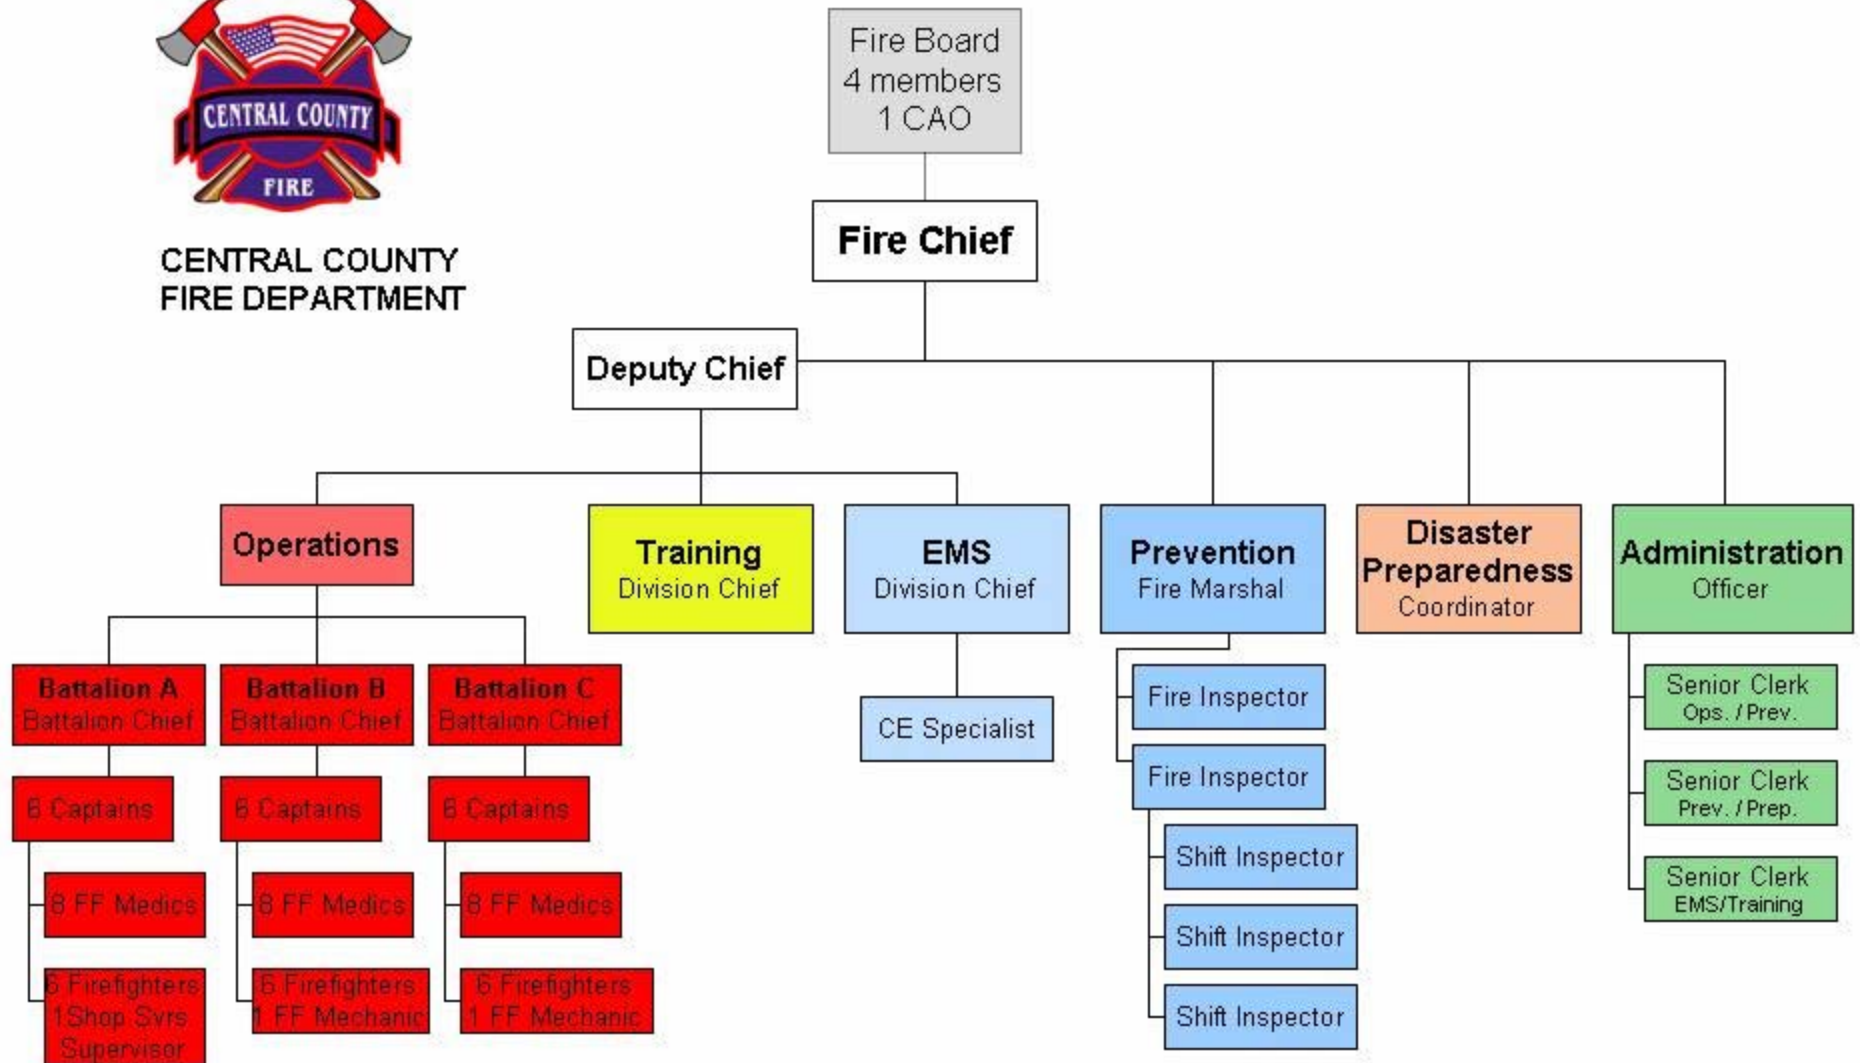 CENTRAL COUNTY
FIRE
CENTRAL COUNTY
FIRE DEPARTMENT
Fire Board
4 members
1 CAO
Fire Chief
Deputy Chief
Operations
Training
Division Chief
EMS
Division Chief
Prevention
Fire Marshal
Disaster
Preparedness
Coordinator
Administration
Officer
Battalion A
Battalion Chief
6 Captains
8 FF Medics
6 Firefighters
1Shop Svrs
Supervisor
Battalion B
Battalion Chief
6 Captains
8 FF Medics
6 Firefighters
1 FF Mechanic
Battalion C
Battalion Chief
6 Captains
8 FF Medics
6 Firefighters
1 FF Mechanic
CE Specialist
Fire Inspector
Fire Inspector
Shift Inspector
Shift Inspector
Shift Inspector
Senior Clerk
Ops. / Prev.
Senior Clerk
Prev. / Prep.
Senior Clerk
EMS/Training